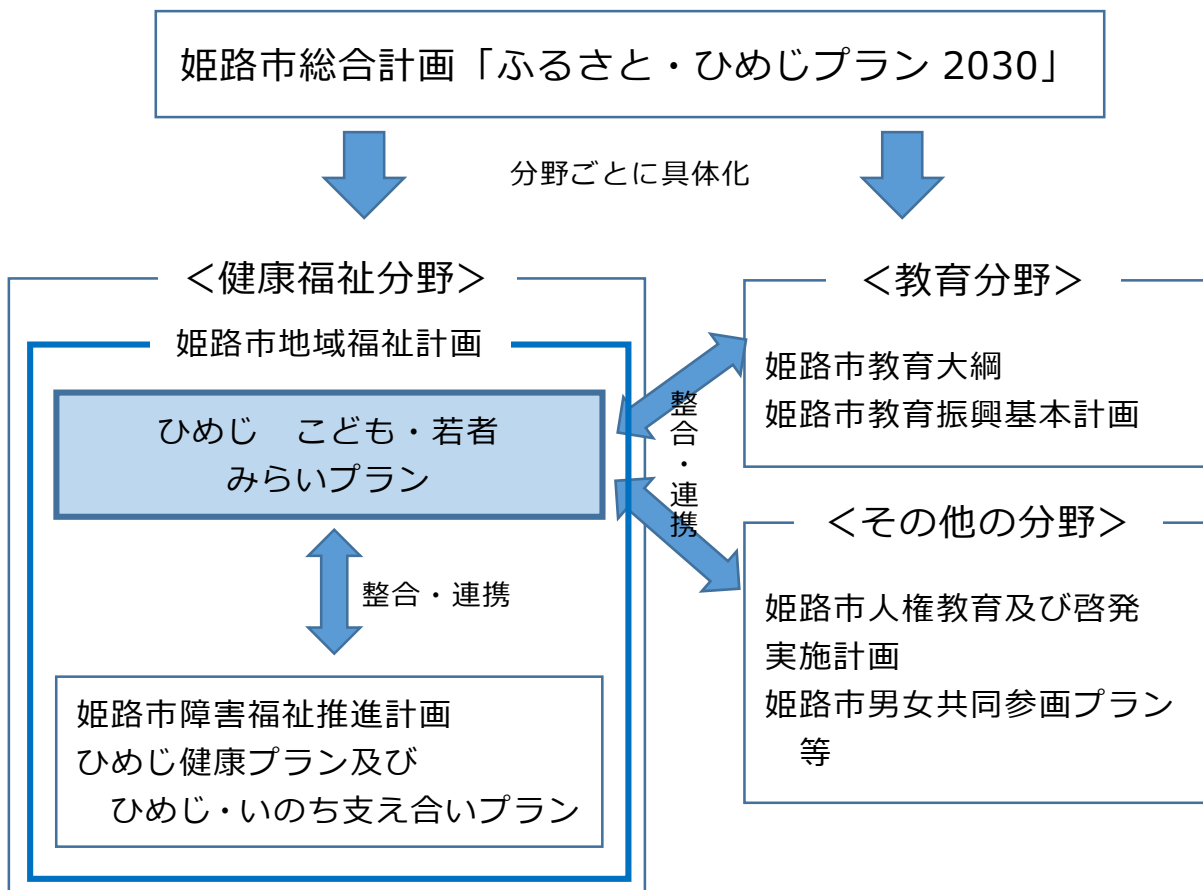 姫路市総合計画「ふるさと・ひめじプラン 2030」
分野ごとに具体化
＜健康福祉分野＞
姫路市地域福祉計画
ひめじ　こども・若者
みらいプラン
整合・連携
姫路市障害福祉推進計画
ひめじ健康プラン及び
ひめじ・いのち支え合いプラン
整合・連携
＜教育分野＞
姫路市教育大綱
姫路市教育振興基本計画
＜その他の分野＞
姫路市人権教育及び啓発
実施計画
姫路市男女共同参画プラン
等